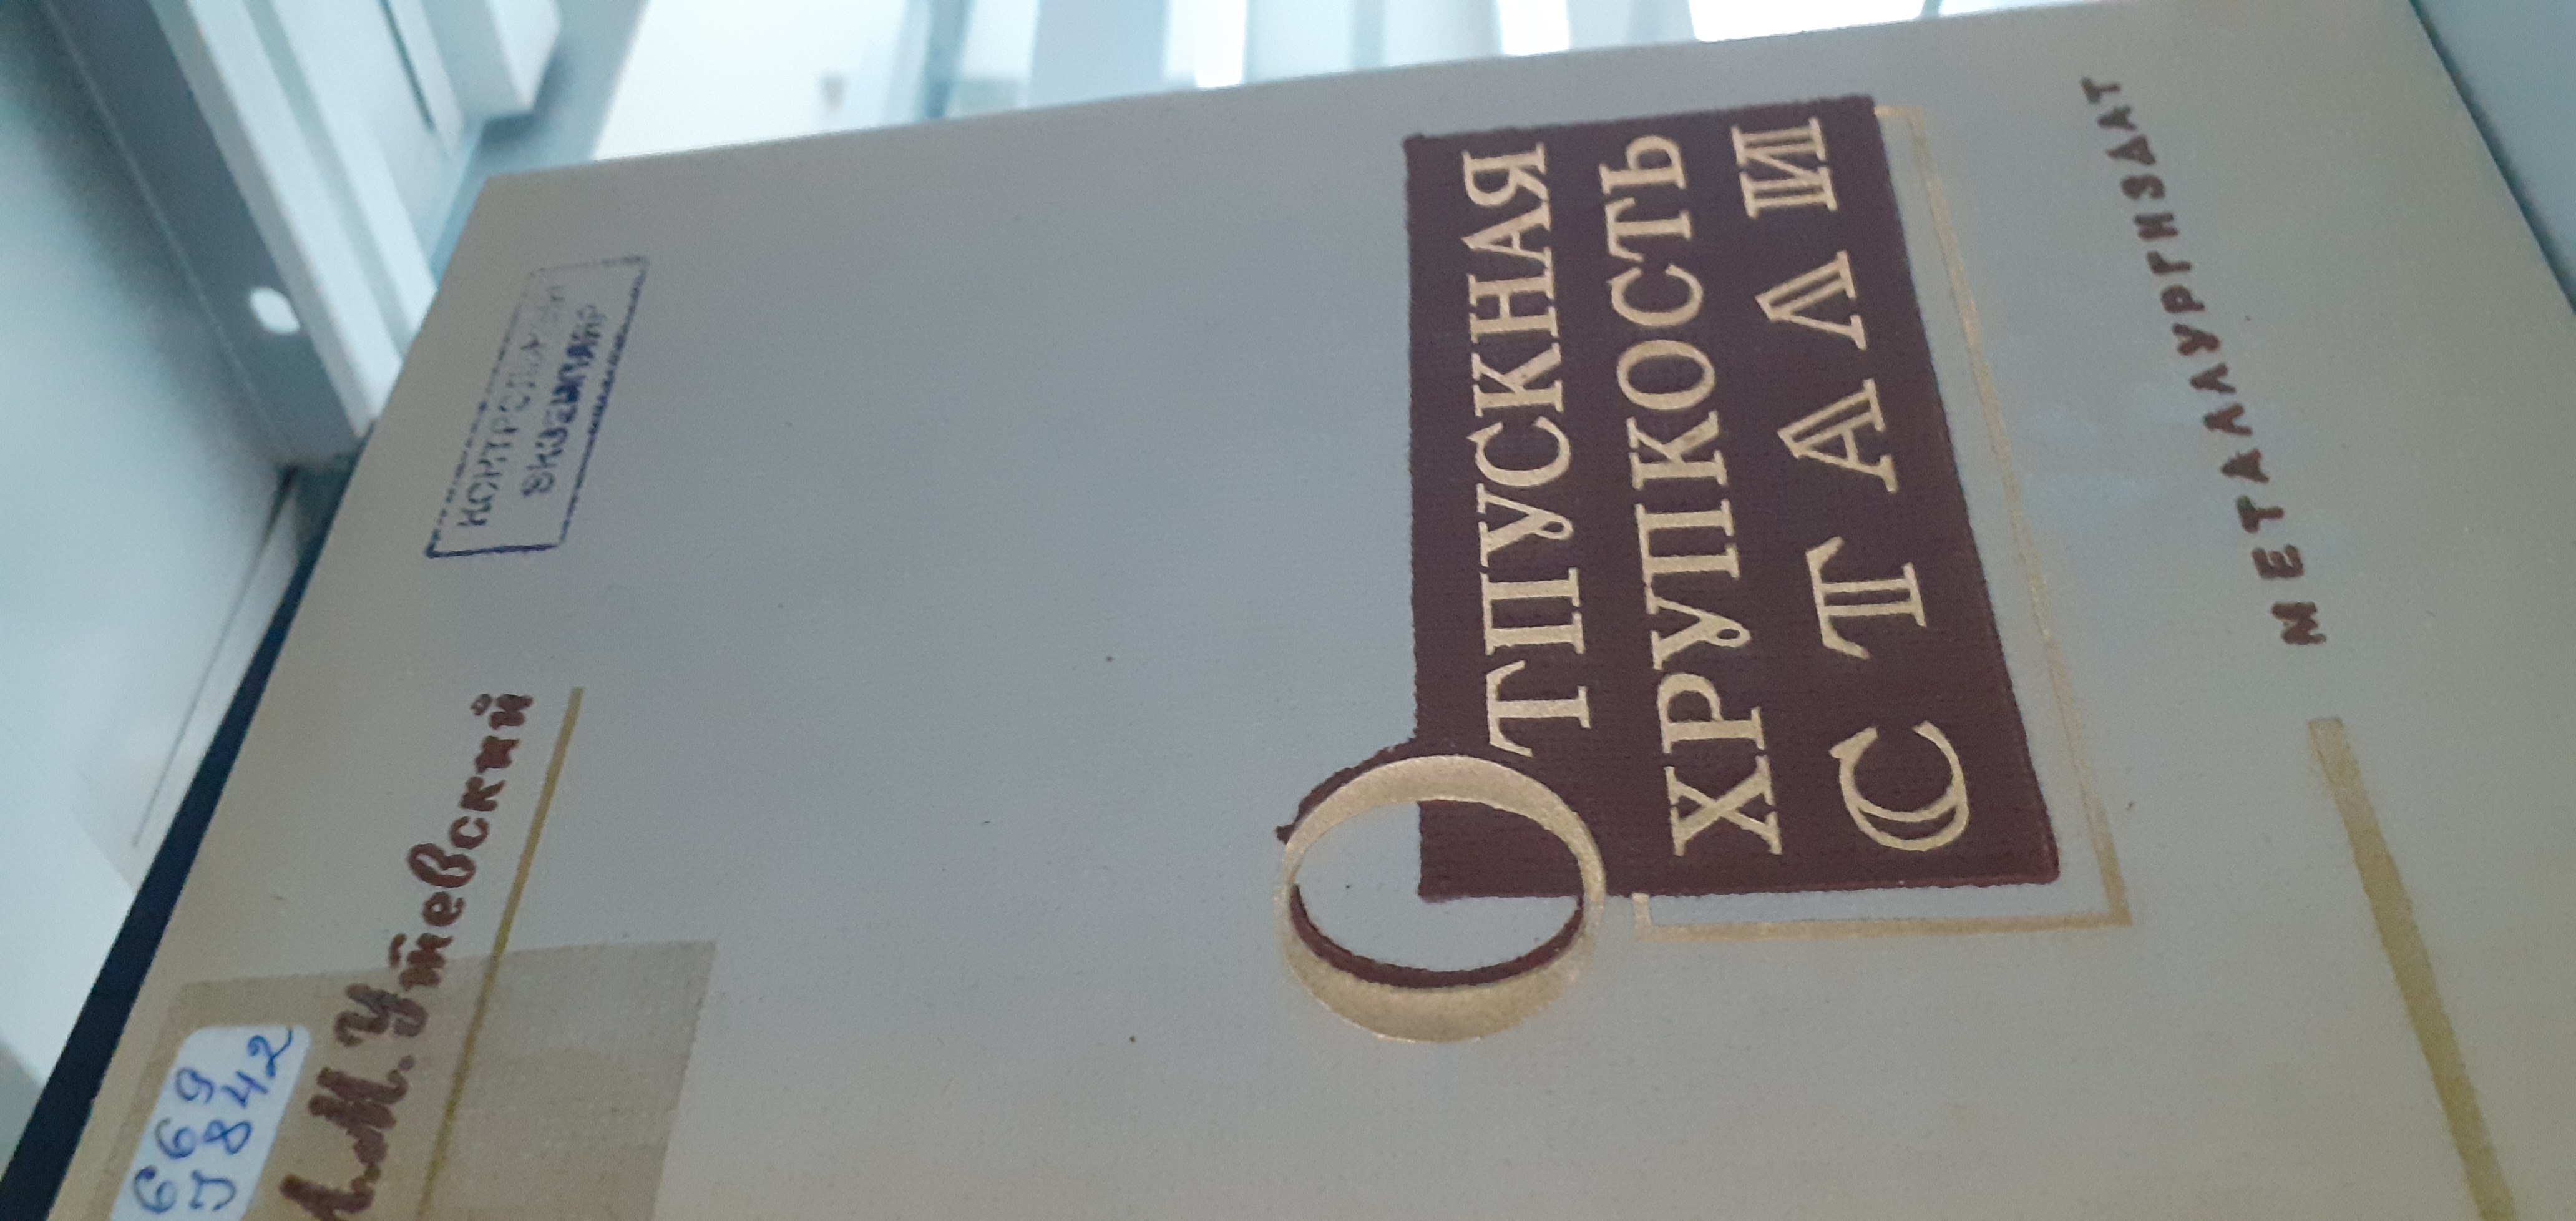 669
У842
Л.М. Утевский
КОНТРОЛЬНЫЙ
ЭКЗЕМПЛЯР
ОТПУСКНАЯ
ХРУПКОСТЬ
СТАЛИ
МЕТАЛЛУРГИЗДАТ